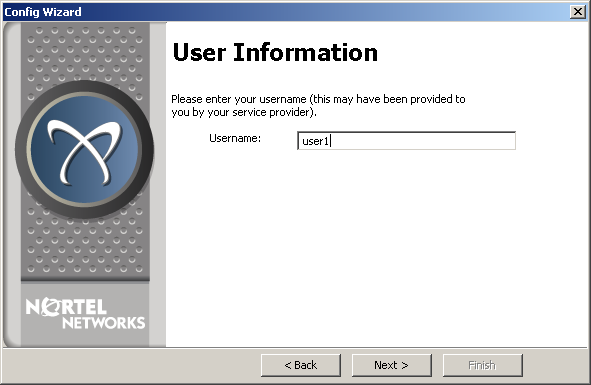 Config Wizard
User Information
Please enter your username (this may have been provided to
you by your service provider).
Username:
user1
NORTEL
NETWORKS
< Back
Next >
Finish